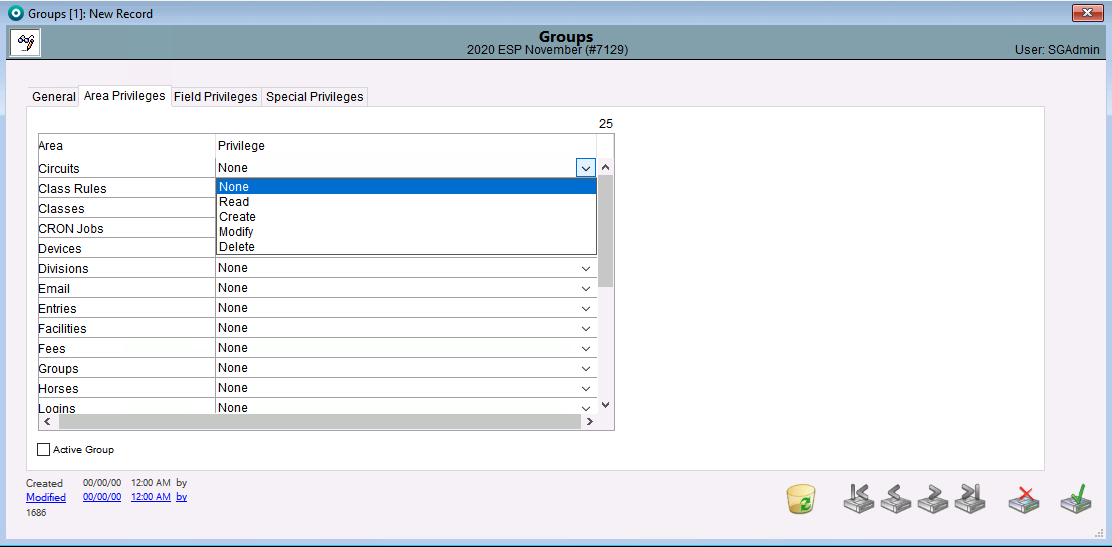 Groups [1]: New Record
Groups
2020 ESP November (#7129)
User: SGAdmin
General Area Privileges Field Privileges Special Privileges
25
Area Privilege
Circuits None
Class Rules None
Classes Read
CRON Jobs Create
Devices Modify
Delete
Divisions None
Email None
Entries None
Facilities None
Fees None
Groups None
Horses None
Logins None
Active Group
Created 00/00/00 12:00 AM by
Modified 00/00/00 12:00 AM by
1686